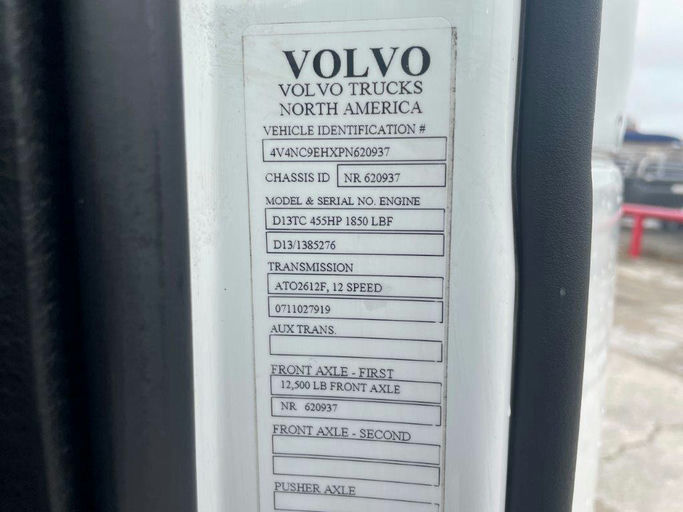 VOLVO
VOLVO TRUCKS
NORTH AMERICA
VEHICLE IDENTIFICATION #
4V4NC9EHXPN620937
CHASSIS ID NR 620937
MODEL & SERIAL NO. ENGINE
D13TC 455HP 1850 LBF
D13/1385276
TRANSMISSION
ATO2612F, 12 SPEED
0711027919
AUX TRANS.
FRONT AXLE - FIRST
12,500 LB FRONT AXLE
NR 620937
FRONT AXLE - SECOND
PUSHER AXLE